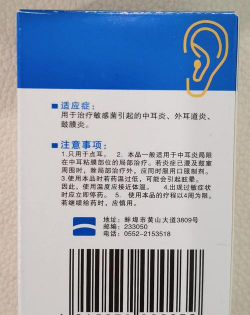 适应症：
用于治疗敏感菌引起的中耳炎、外耳道炎、
鼓膜炎。
注意事项：
1.只用于点耳。 2、本品一般适用于中耳炎局限
在中耳粘膜部位的局部治疗。若炎症已漫及鼓室
周围时，除局部治疗外，应同时服用口服制剂。
3.使用本品时若药温过低，可能会引起眩晕。
因此，使用温度应接近体温。 4.出现过敏症状
时应立即停药。 5、使用本品的疗程以4周为限，
若继续给药时，应慎用。
地址：蚌埠市黄山大道3809号
邮编：233050
电话：0552-2153518